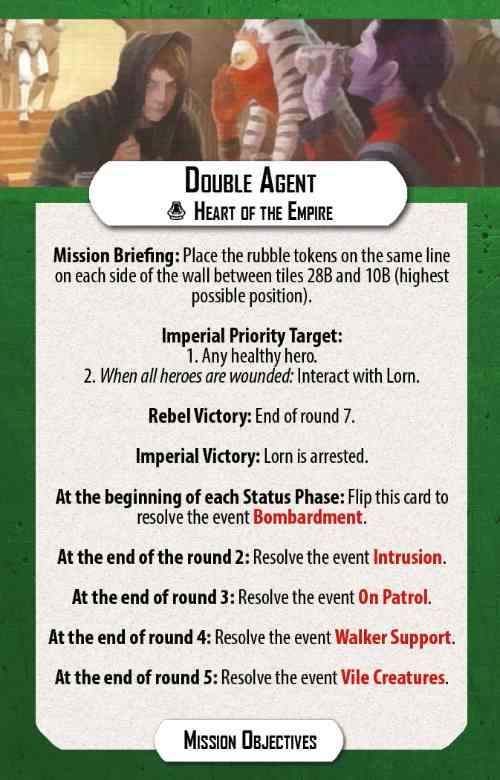 Double Agent
Heart of the Empire
Mission Briefing: Place the rubble tokens on the same line
on each side of the wall between tiles 28B and 10B (highest
possible position).
Imperial Priority Target:
1. Any healthy hero.
2. When all heroes are wounded: Interact with Lorn.
Rebel Victory: End of round 7.
Imperial Victory: Lorn is arrested.
At the beginning of each Status Phase: Flip this card to
resolve the event Bombardment.
At the end of the round 2: Resolve the event Intrusion.
At the end of round 3: Resolve the event On Patrol.
At the end of round 4: Resolve the event Walker Support.
At the end of round 5: Resolve the event Vile Creatures.
Mission Objectives